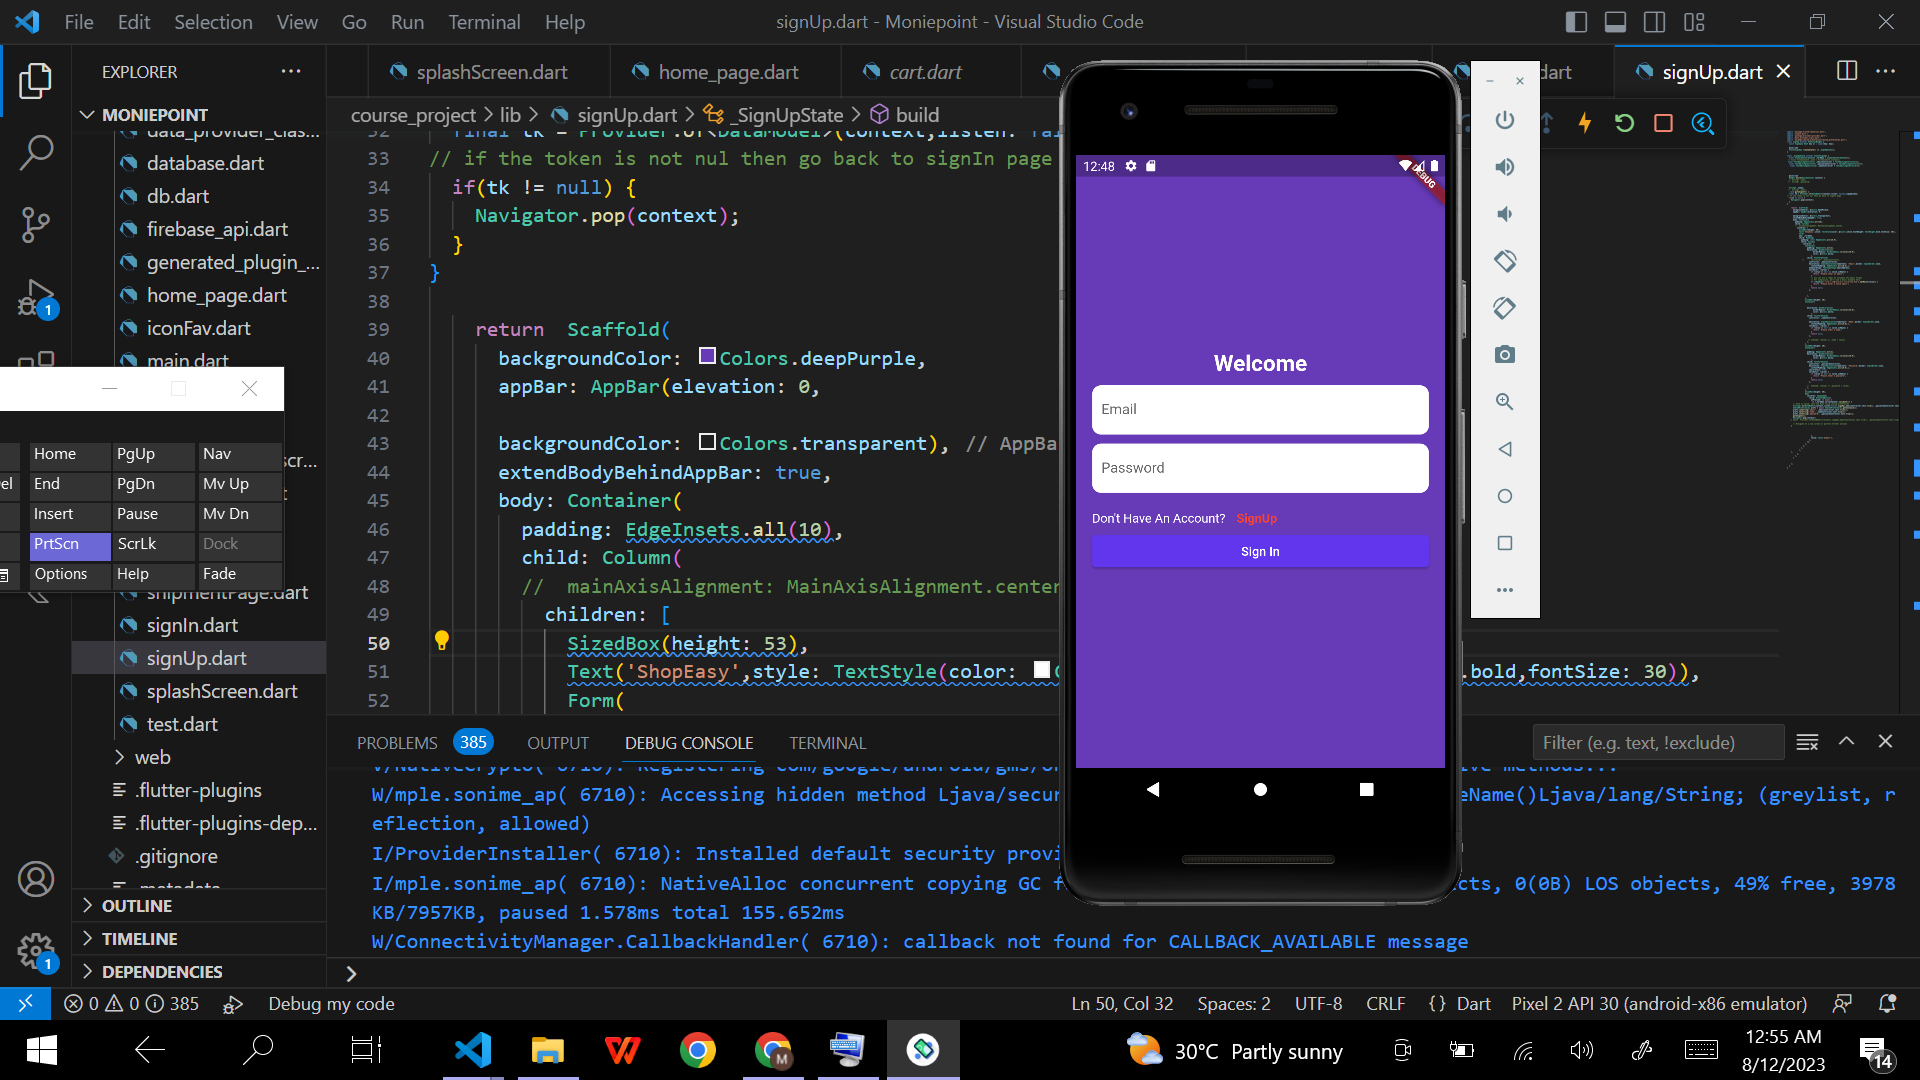 File Edit Selection View Go Run Terminal Help
signUp.dart - Moniepoint - Visual Studio Code
EXPLORER
splashScreen.dart
home_page.dart
cart.dart
signUp.dart
MONIEPOINT
course_project > lib > signUp.dart > _SignUpState > build
database.dart
db.dart
firebase_api.dart
generated_plugin_...
home_page.dart
iconFav.dart
main.dart
shipmentPage.dart
signIn.dart
signUp.dart
splashScreen.dart
test.dart
web
.flutter-plugins
.flutter-plugins-dep...
.gitignore
.metadata
OUTLINE
TIMELINE
DEPENDENCIES
1
1
Home PgUp Nav
End PgDn Mv Up
Insert Pause Mv Dn
PrtScn ScrLk Dock
Options Help Fade
33 // if the token is not nul then go back to signIn page
34 if(tk != null) {
35 Navigator.pop(context);
36 }
37 }
38
39 return Scaffold(
40 backgroundColor: Colors.deepPurple,
41 appBar: AppBar(elevation: 0,
42
43 backgroundColor: Colors.transparent), // AppBa
44 extendBodyBehindAppBar: true,
45 body: Container(
46 padding: EdgeInsets.all(10),
47 child: Column(
48 // mainAxisAlignment: MainAxisAlignment.center
49 children: [
50 SizedBox(height: 53),
51 Text('ShopEasy',style: TextStyle(color: .bold,fontSize: 30)),
52 Form(
12:48
DEBUG
Welcome
Email
Password
Don't Have An Account? SignUp
Sign In
PROBLEMS 385 OUTPUT DEBUG CONSOLE TERMINAL
Filter (e.g. text, !exclude)
W/mple.sonime_ap( 6710): Accessing hidden method Ljava/secur eName()Ljava/lang/String; (greylist, r
eflection, allowed)
I/ProviderInstaller( 6710): Installed default security provi
I/mple.sonime_ap( 6710): NativeAlloc concurrent copying GC f cts, 0(0B) LOS objects, 49% free, 3978
KB/7957KB, paused 1.578ms total 155.652ms
W/ConnectivityManager.CallbackHandler( 6710): callback not found for CALLBACK_AVAILABLE message
0 0 385 Debug my code
Ln 50, Col 32 Spaces: 2 UTF-8 CRLF {} Dart Pixel 2 API 30 (android-x86 emulator)
30°C Partly sunny
12:55 AM
8/12/2023
14